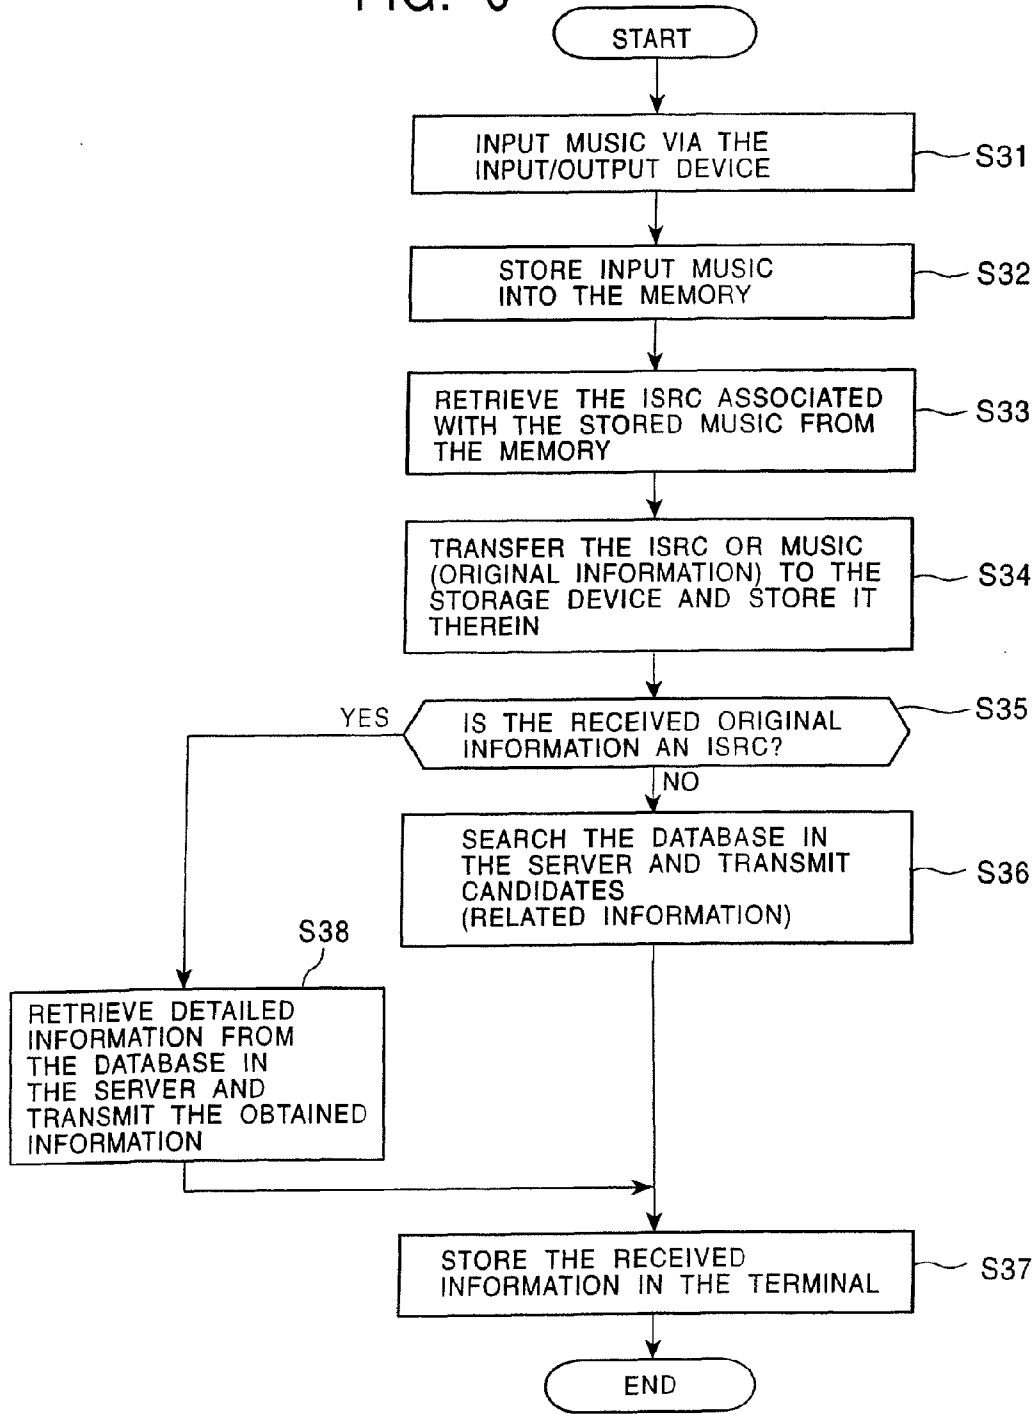 FIG.
START
INPUT MUSIC VIA THE
INPUT/OUTPUT DEVICE
S31
STORE INPUT MUSIC
INTO THE MEMORY
S32
RETRIEVE THE ISRC ASSOCIATED
WITH THE STORED MUSIC FROM
THE MEMORY
S33
TRANSFER THE ISRC OR MUSIC
(ORIGINAL INFORMATION) TO THE
STORAGE DEVICE AND STORE IT
THEREIN
S34
IS THE RECEIVED ORIGINAL
INFORMATION AN ISRC?
S35
YES
NO
SEARCH THE DATABASE IN
THE SERVER AND TRANSMIT
CANDIDATES
(RELATED INFORMATION)
S36
S38
RETRIEVE DETAILED
INFORMATION FROM
THE DATABASE IN
THE SERVER AND
TRANSMIT THE OBTAINED
INFORMATION
STORE THE RECEIVED
INFORMATION IN THE TERMINAL
S37
END